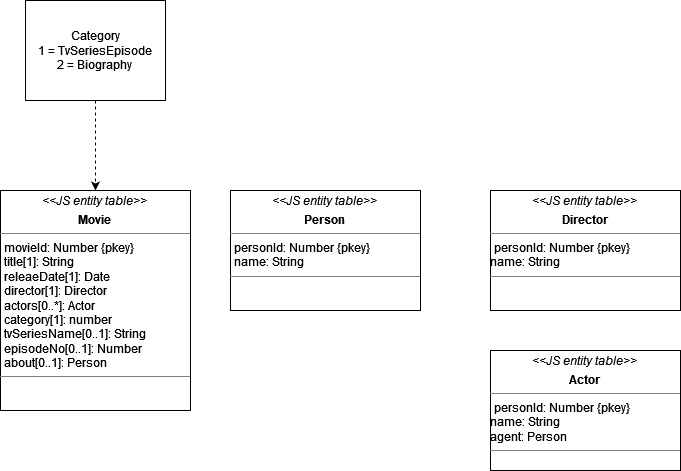 Category
1 = TvSeriesEpisode
2 = Biography
<<JS entity table>>
Movie
movieId: Number {pkey}
title[1]: String
releaeDate[1]: Date
director[1]: Director
actors[0..*]: Actor
category[1]: number
tvSeriesName[0..1]: String
episodeNo[0..1]: Number
about[0..1]: Person
<<JS entity table>>
Person
personId: Number {pkey}
name: String
<<JS entity table>>
Director
personId: Number {pkey}
name: String
<<JS entity table>>
Actor
personId: Number {pkey}
name: String
agent: Person